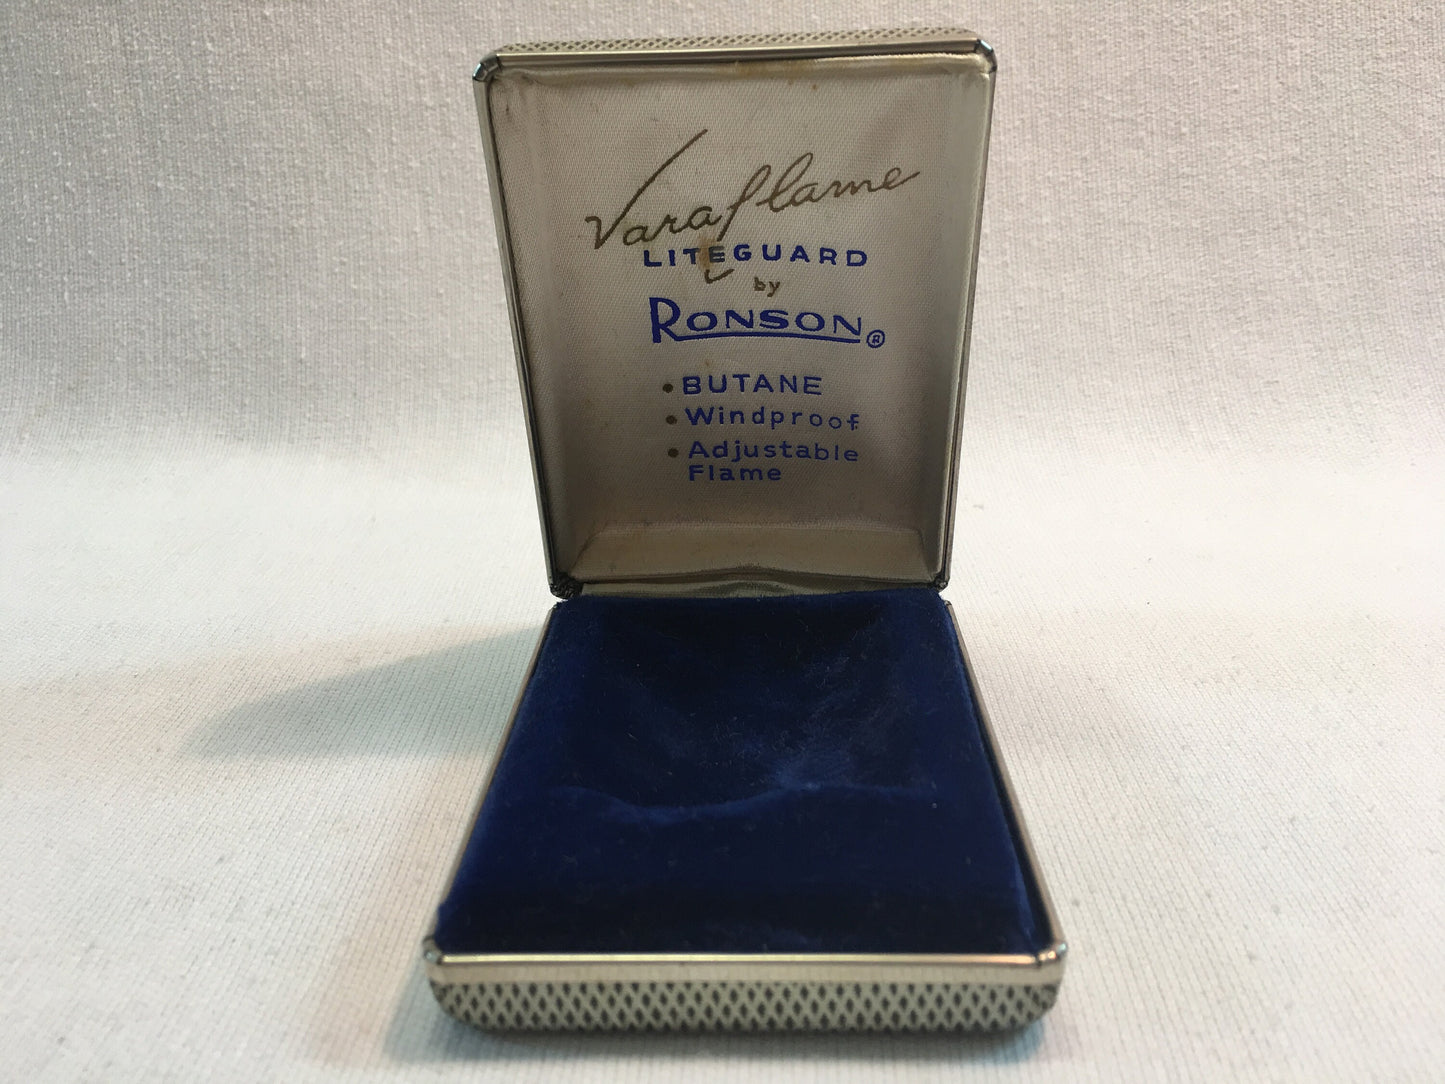 Varaflame
LITEGUARD
by
RONSON®
• BUTANE
• Windproof
• Adjustable
Flame